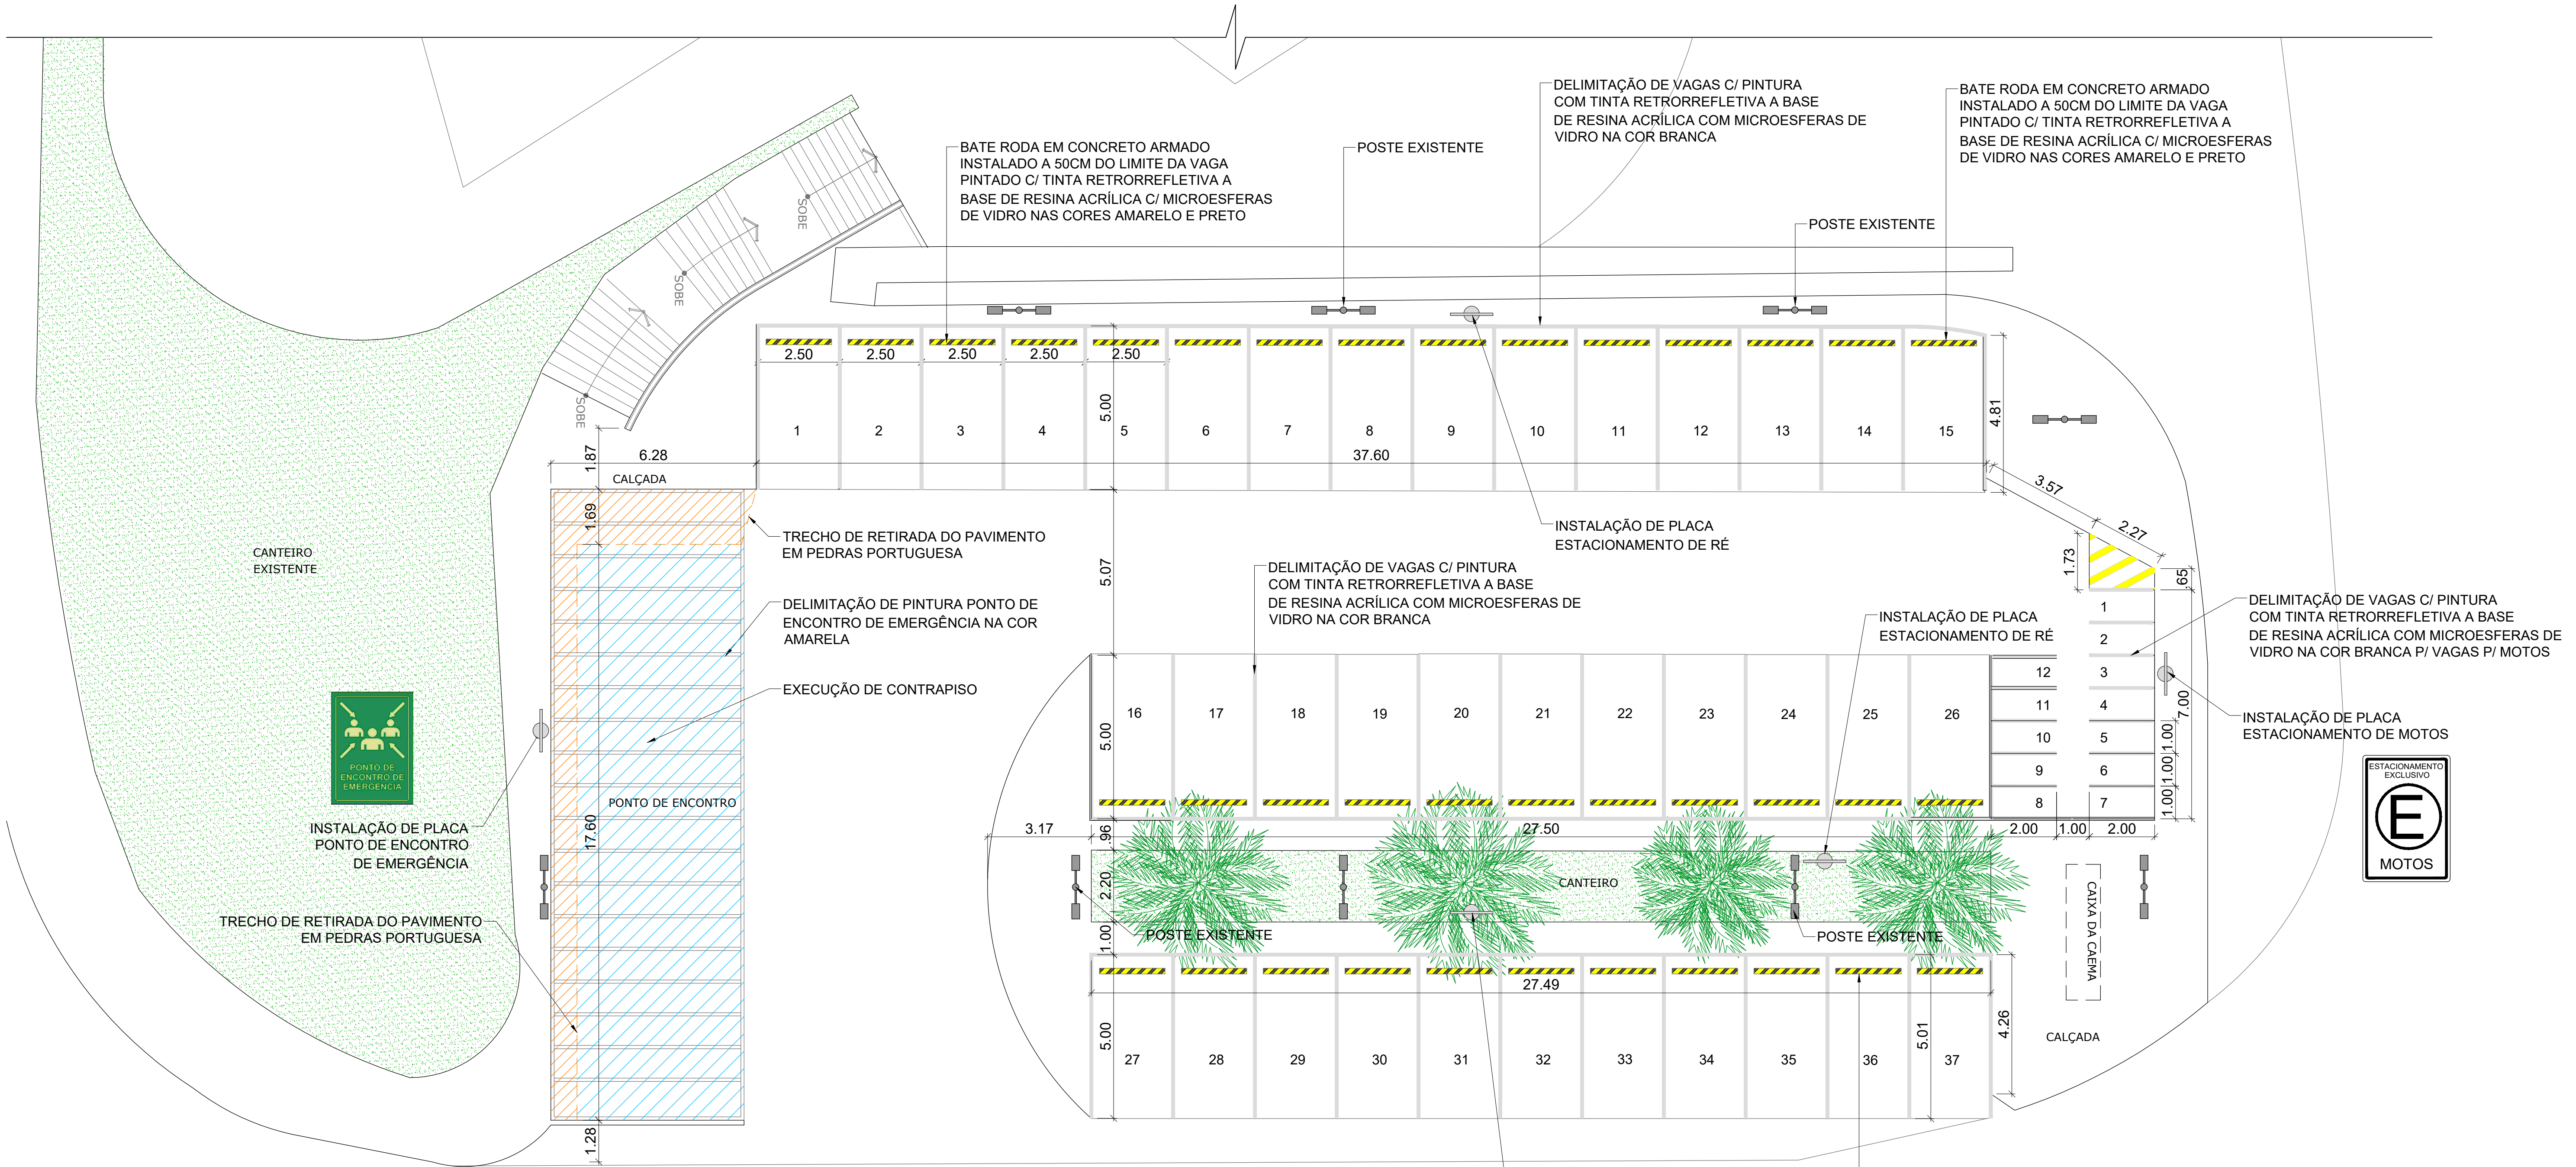 DELIMITAÇÃO DE VAGAS C/ PINTURA
COM TINTA RETRORREFLETIVA A BASE
DE RESINA ACRÍLICA COM MICROESFERAS DE
VIDRO NA COR BRANCA
BATE RODA EM CONCRETO ARMADO
INSTALADO A 50CM DO LIMITE DA VAGA
PINTADO C/ TINTA RETRORREFLETIVA A
BASE DE RESINA ACRÍLICA C/ MICROESFERAS
DE VIDRO NAS CORES AMARELO E PRETO
BATE RODA EM CONCRETO ARMADO
INSTALADO A 50CM DO LIMITE DA VAGA
PINTADO C/ TINTA RETRORREFLETIVA A
BASE DE RESINA ACRÍLICA C/ MICROESFERAS
DE VIDRO NAS CORES AMARELO E PRETO
POSTE EXISTENTE
POSTE EXISTENTE
SOBE
SOBE
SOBE
2.50
2.50
2.50
2.50
2.50
5.00
4.81
1
2
3
4
5
6
7
8
9
10
11
12
13
14
15
1.87
6.28
37.60
CALÇADA
3.57
2.27
1.69
TRECHO DE RETIRADA DO PAVIMENTO
EM PEDRAS PORTUGUESA
INSTALAÇÃO DE PLACA
ESTACIONAMENTO DE RÉ
CANTEIRO
EXISTENTE
5.07
1.73
.65
DELIMITAÇÃO DE VAGAS C/ PINTURA
COM TINTA RETRORREFLETIVA A BASE
DE RESINA ACRÍLICA COM MICROESFERAS DE
VIDRO NA COR BRANCA
DELIMITAÇÃO DE PINTURA PONTO DE
ENCONTRO DE EMERGÊNCIA NA COR
AMARELA
INSTALAÇÃO DE PLACA
ESTACIONAMENTO DE RÉ
DELIMITAÇÃO DE VAGAS C/ PINTURA
COM TINTA RETRORREFLETIVA A BASE
DE RESINA ACRÍLICA COM MICROESFERAS DE
VIDRO NA COR BRANCA P/ VAGAS P/ MOTOS
EXECUÇÃO DE CONTRAPISO
1
2
3
4
5
6
7
12
11
10
9
8
7.00
1.00
1.00
1.00
INSTALAÇÃO DE PLACA
ESTACIONAMENTO DE MOTOS
16
17
18
19
20
21
22
23
24
25
26
5.00
PONTO DE
ENCONTRO DE
EMERGENCIA
ESTACIONAMENTO
EXCLUSIVO
E
MOTOS
PONTO DE ENCONTRO
INSTALAÇÃO DE PLACA
PONTO DE ENCONTRO
DE EMERGÊNCIA
17.60
3.17
.96
27.50
2.00
1.00
2.00
2.20
CANTEIRO
CAIXA DA CAEMA
TRECHO DE RETIRADA DO PAVIMENTO
EM PEDRAS PORTUGUESA
1.00
POSTE EXISTENTE
POSTE EXISTENTE
27.49
5.00
5.01
4.26
CALÇADA
27
28
29
30
31
32
33
34
35
36
37
1.28